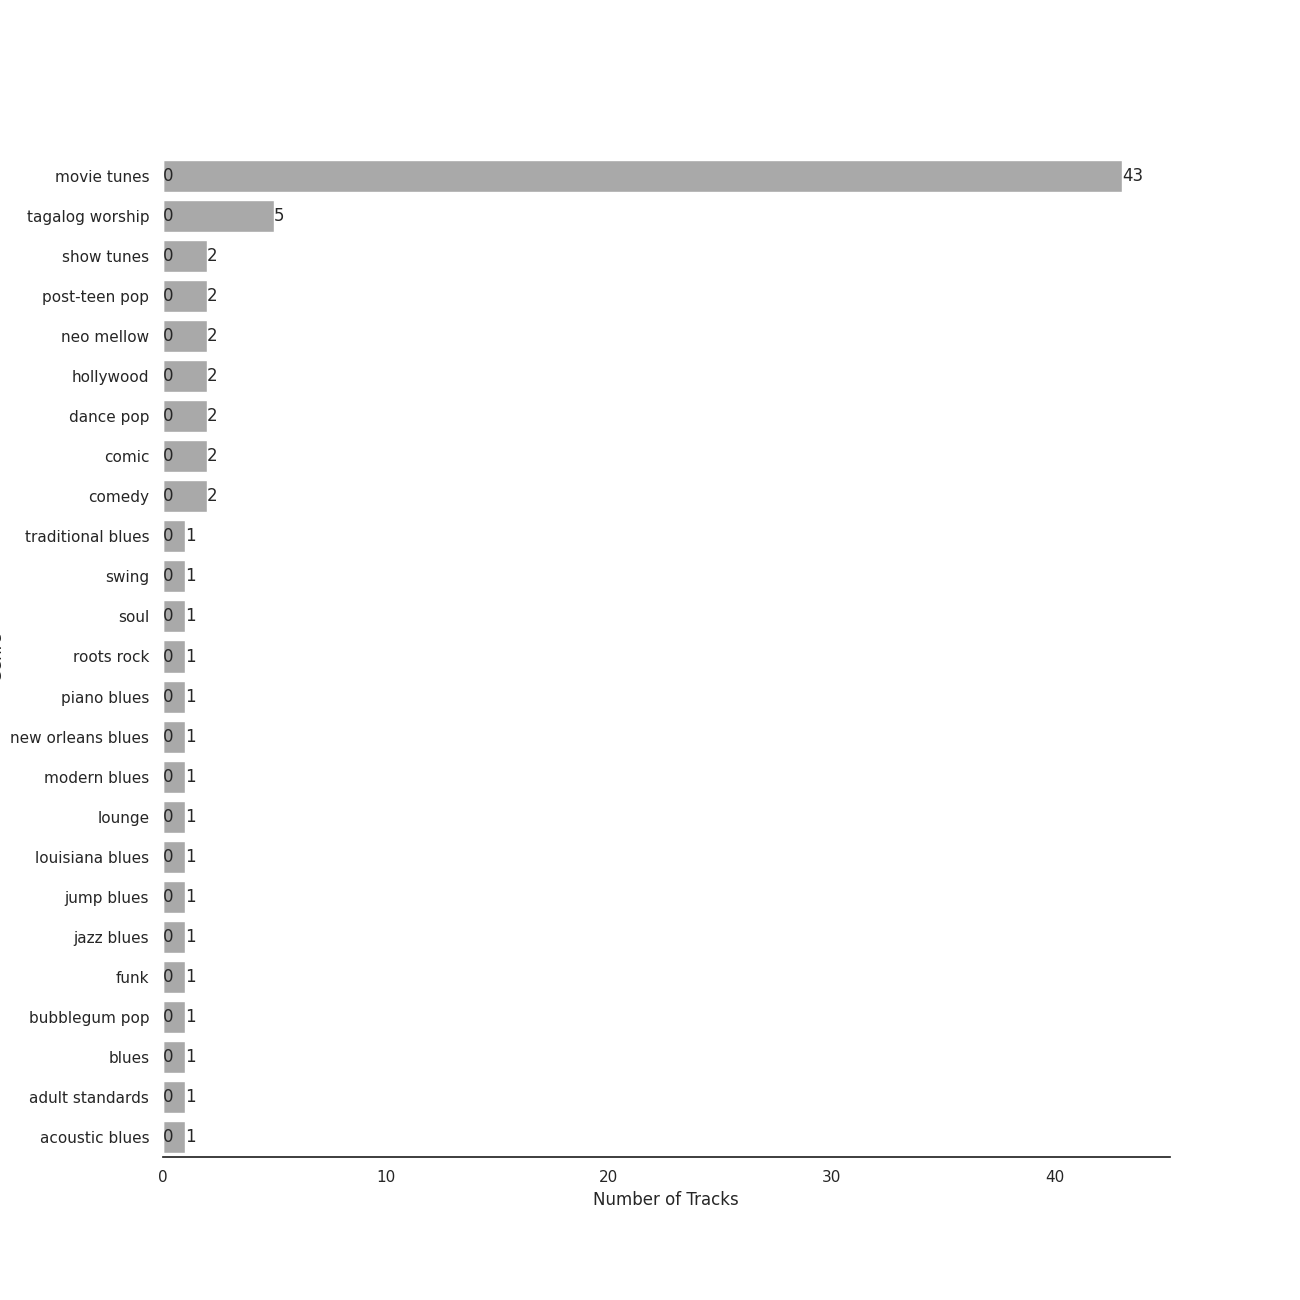 movie tunes 0 43
tagalog worship 0 5
show tunes 0 2
post-teen pop 0 2
neo mellow 0 2
hollywood 0 2
dance pop 0 2
comic 0 2
comedy 0 2
traditional blues 0 1
swing 0 1
soul 0 1
roots rock 0 1
piano blues 0 1
new orleans blues 0 1
modern blues 0 1
lounge 0 1
louisiana blues 0 1
jump blues 0 1
jazz blues 0 1
funk 0 1
bubblegum pop 0 1
blues 0 1
adult standards 0 1
acoustic blues 0 1
0 10 20 30 40
Number of Tracks